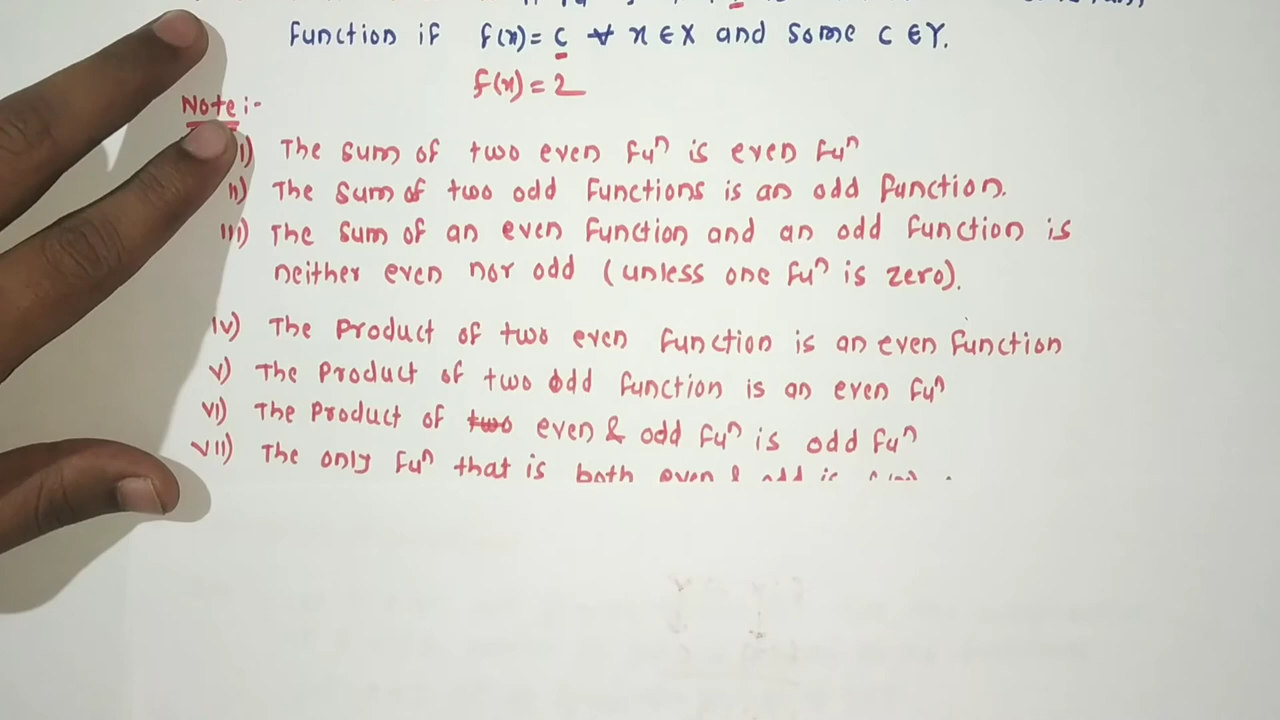 Function if f(x) = c ∀ x ∈ X and some c ∈ Y.
f(x) = 2
Note :-
i) The sum of two even Fuⁿ is even Fuⁿ
ii) The sum of two odd Functions is an odd function.
iii) The sum of an even Function and an odd function is
neither even nor odd (unless one Fuⁿ is zero).
iv) The Product of two even Function is an even Function
v) The Product of two odd function is an even Fuⁿ
vi) The Product of two even & odd Fuⁿ is odd Fuⁿ
vii) The only Fuⁿ that is both even & odd is